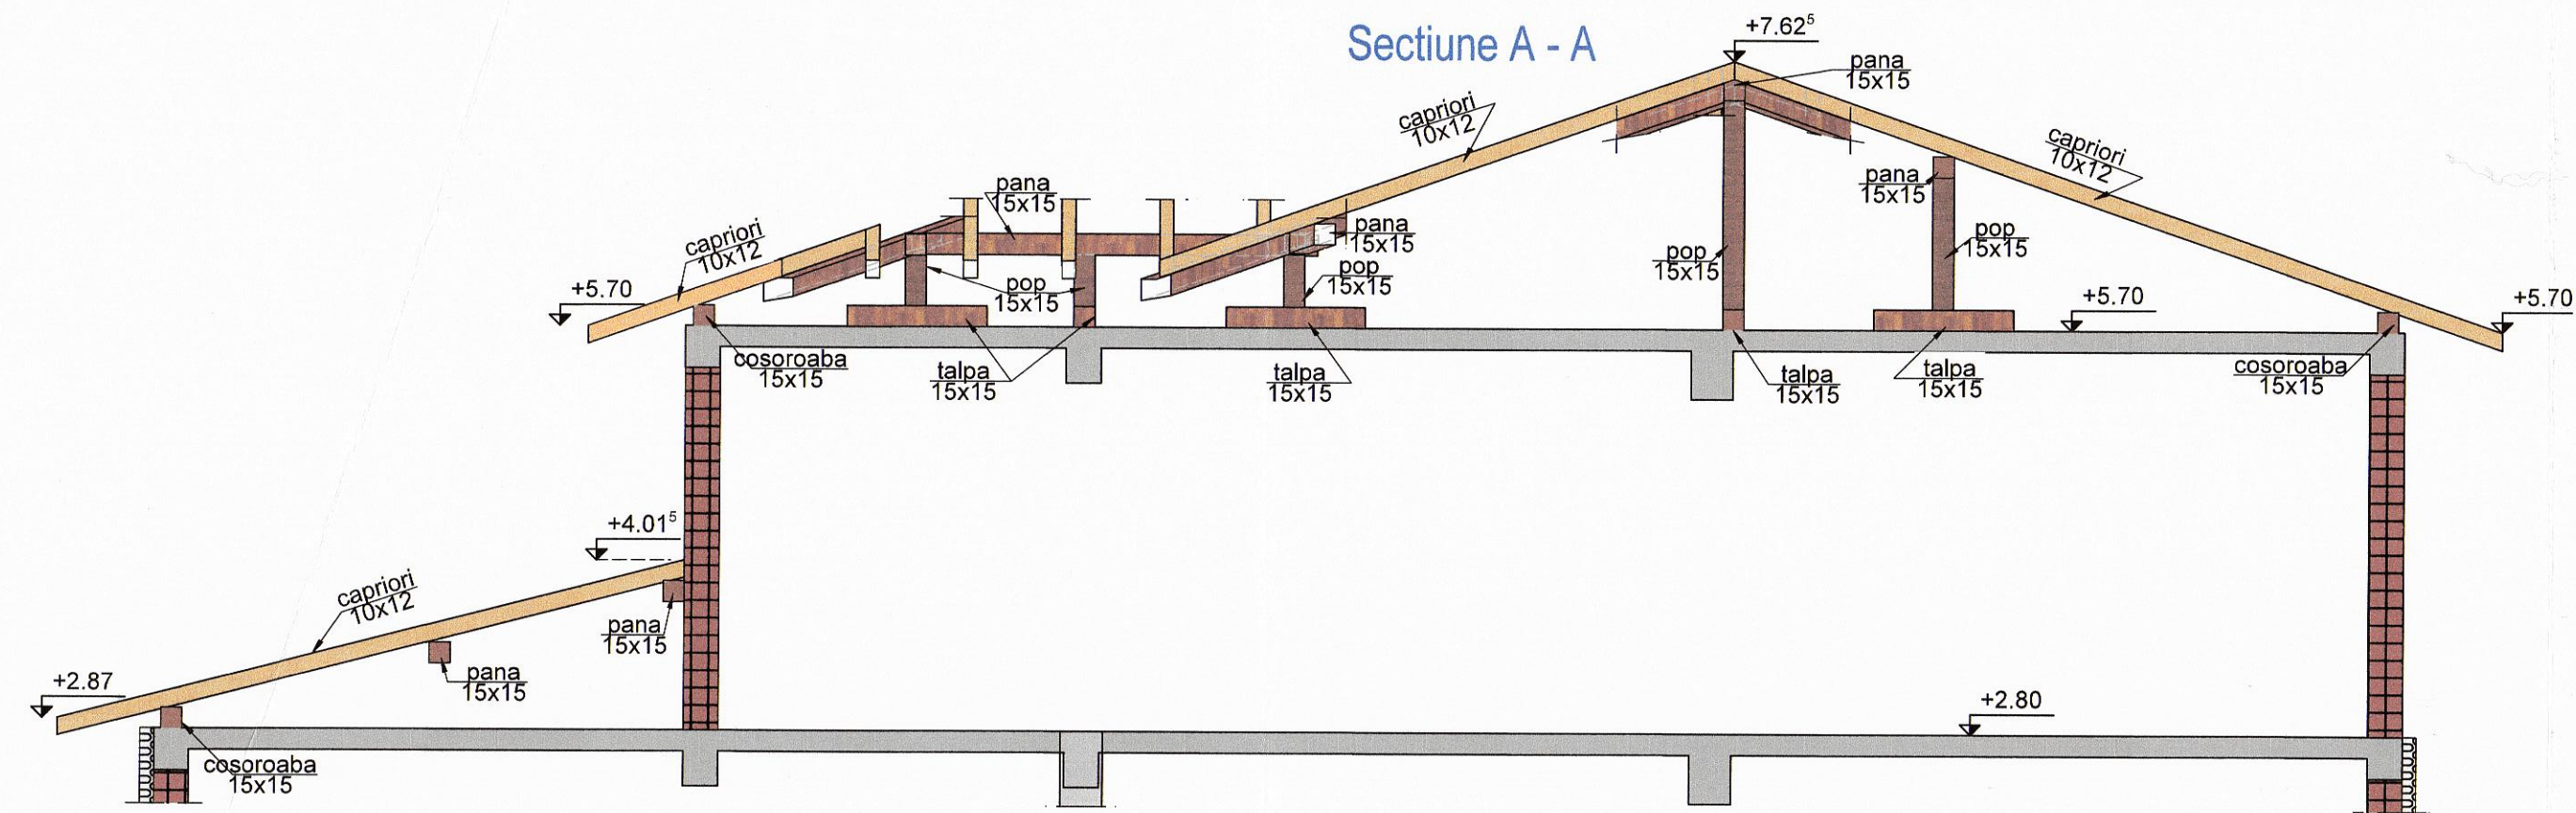 Sectiune A - A
+7.62⁵
pana
15x15
capriori
10x12
capriori
10x12
pana
15x15
pana
15x15
capriori
10x12
pana
15x15
pop
15x15
pop
15x15
pop
15x15
pop
15x15
+5.70
+5.70
+5.70
cosoroaba
15x15
talpa
15x15
talpa
15x15
talpa
15x15
talpa
15x15
cosoroaba
15x15
+4.01⁵
capriori
10x12
pana
15x15
pana
15x15
+2.87
+2.80
cosoroaba
15x15